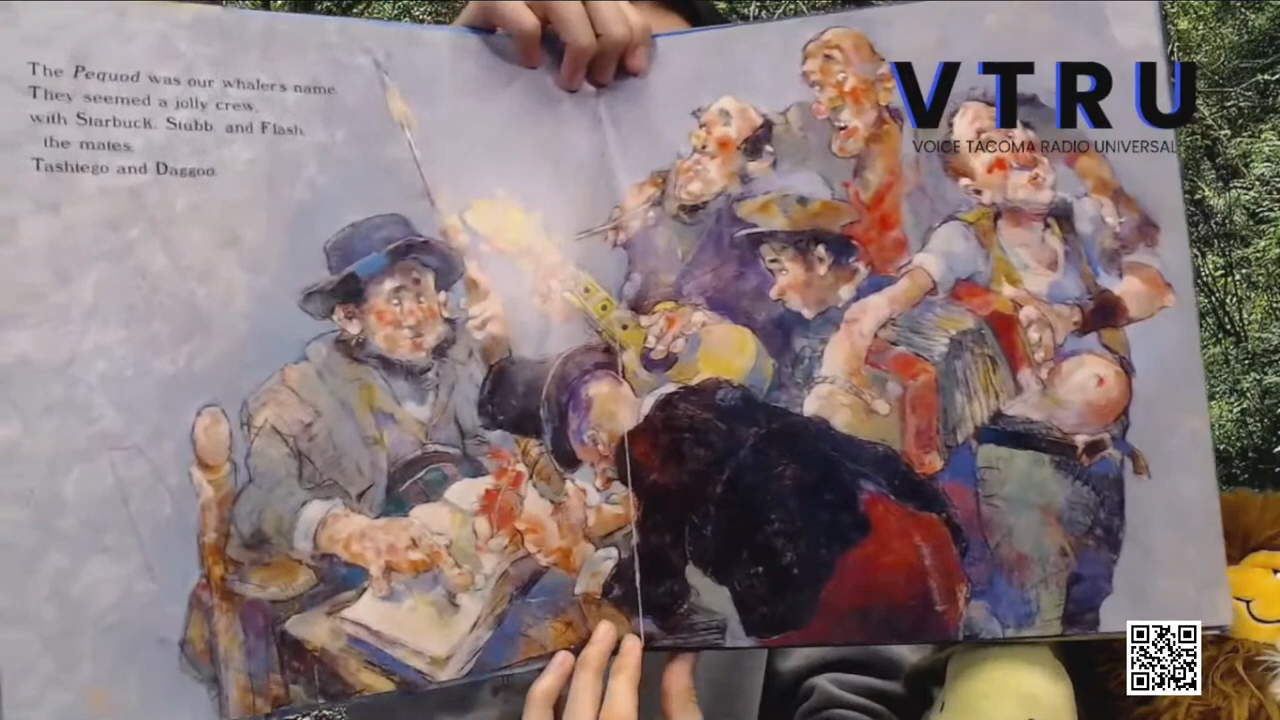 The Pequod was our whaler's name.
They seemed a jolly crew,
with Starbuck, Stubb and Flash,
the mates,
Tashtego and Daggoo.
VTRU
VOICE TACOMA RADIO UNIVERSAL